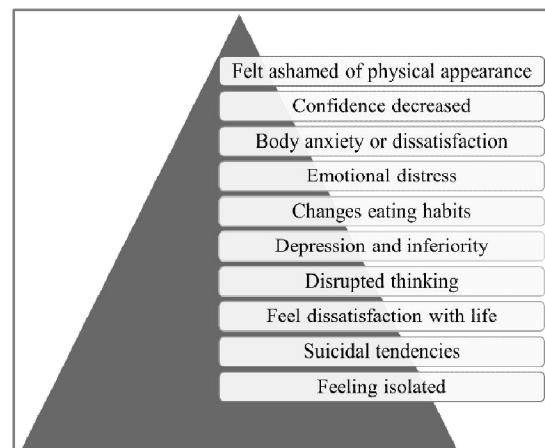 Felt ashamed of physical appearance
Confidence decreased
Body anxiety or dissatisfaction
Emotional distress
Changes eating habits
Depression and inferiority
Disrupted thinking
Feel dissatisfaction with life
Suicidal tendencies
Feeling isolated